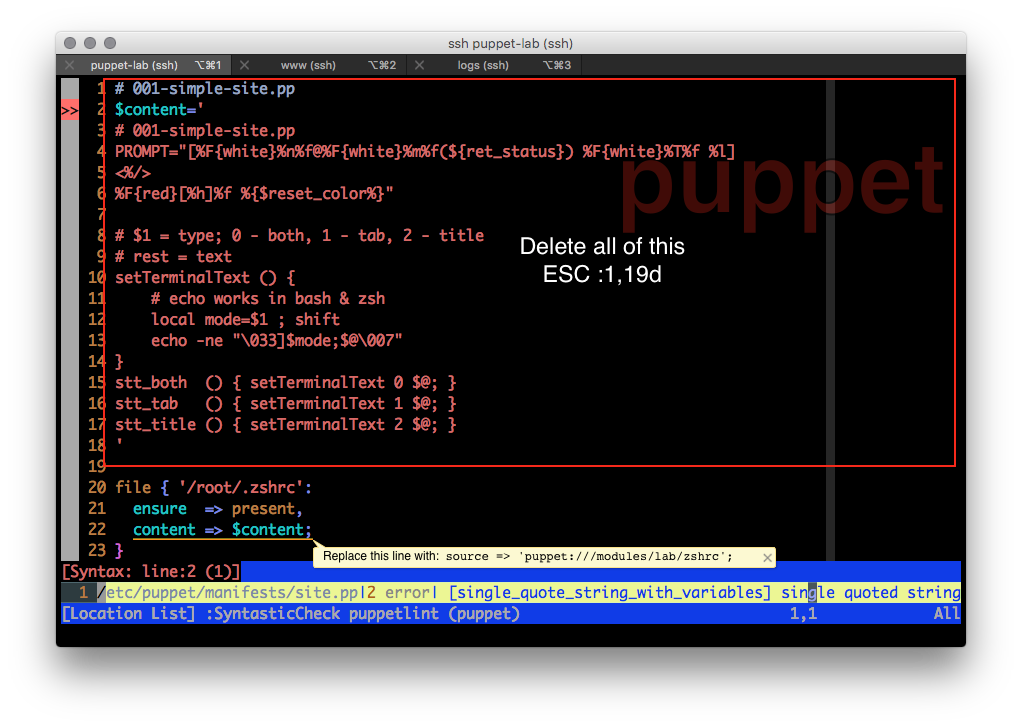 ssh puppet-lab (ssh)
puppet-lab (ssh) ⌥⌘1 www (ssh) ⌥⌘2 logs (ssh) ⌥⌘3
1 # 001-simple-site.pp
>> 2 $content='
3 # 001-simple-site.pp
4 PROMPT="[%F{white}%n%f@%F{white}%m%f(${ret_status}) %F{white}%T%f %l]
5 <%/>
6 %F{red}[%h]%f %{$reset_color%}"
puppet
7
8 # $1 = type; 0 - both, 1 - tab, 2 - title
9 # rest = text
Delete all of this
ESC :1,19d
10 setTerminalText () {
11     # echo works in bash & zsh
12     local mode=$1 ; shift
13     echo -ne "\033]$mode;$@\007"
14 }
15 stt_both  () { setTerminalText 0 $@; }
16 stt_tab   () { setTerminalText 1 $@; }
17 stt_title () { setTerminalText 2 $@; }
18 '
19
20 file { '/root/.zshrc':
21   ensure  => present,
22   content => $content;
23 }
Replace this line with: source => 'puppet:///modules/lab/zshrc';
[Syntax: line:2 (1)]
1 /etc/puppet/manifests/site.pp|2 error| [single_quote_string_with_variables] single quoted string
[Location List] :SyntasticCheck puppetlint (puppet) 1,1 All